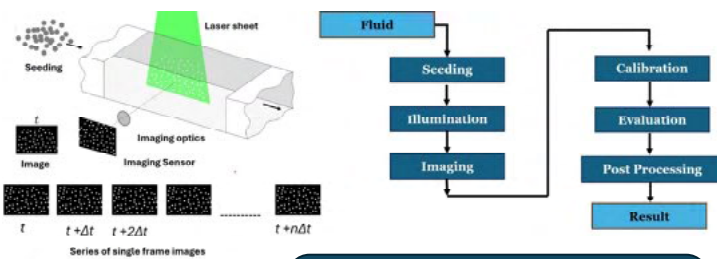 Laser sheet
Seeding
Imaging optics
t
Image
Imaging Sensor
t
t +Δt
t +2Δt
t +nΔt
Series of single frame images
Fluid
Seeding
Illumination
Imaging
Calibration
Evaluation
Post Processing
Result